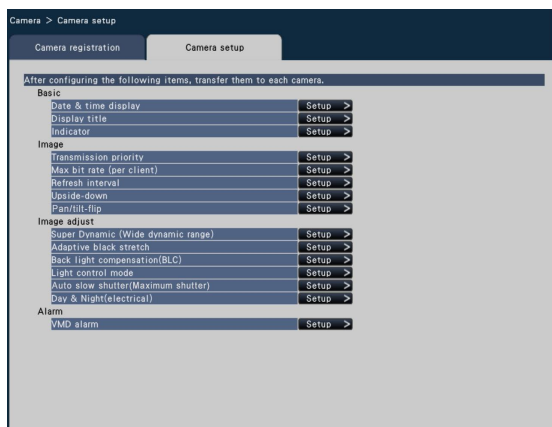 Camera > Camera setup
Camera registration Camera setup
After configuring the following items, transfer them to each camera.
Basic
Date & time display Setup >
Display title Setup >
Indicator Setup >
Image
Transmission priority Setup >
Max bit rate (per client) Setup >
Refresh interval Setup >
Upside-down Setup >
Pan/tilt-flip Setup >
Image adjust
Super Dynamic (Wide dynamic range) Setup >
Adaptive black stretch Setup >
Back light compensation(BLC) Setup >
Light control mode Setup >
Auto slow shutter(Maximum shutter) Setup >
Day & Night(electrical) Setup >
Alarm
VMD alarm Setup >